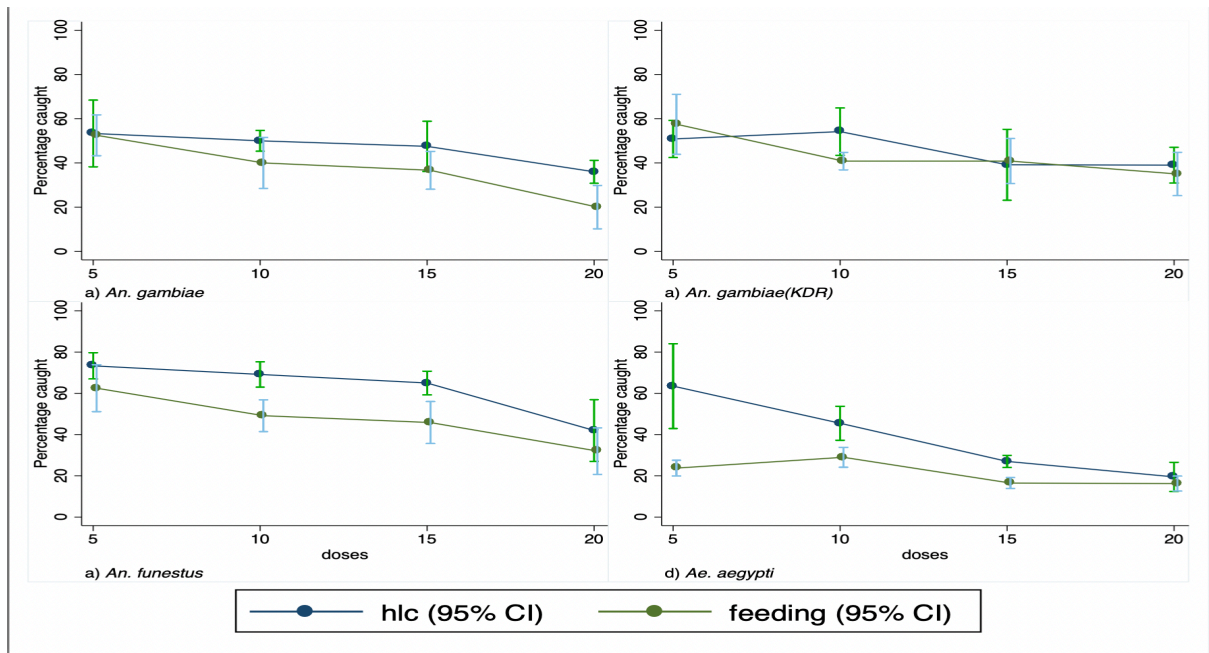 Percentage caught
100
80
60
40
20
0
5 10 15 20
a) An. gambiae
Percentage caught
100
80
60
40
20
0
5 10 15 20
a) An. gambiae(KDR)
Percentage caught
100
80
60
40
20
0
5 10 15 20
doses
a) An. funestus
Percentage caught
100
80
60
40
20
0
5 10 15 20
doses
d) Ae. aegypti
hlc (95% CI) feeding (95% CI)